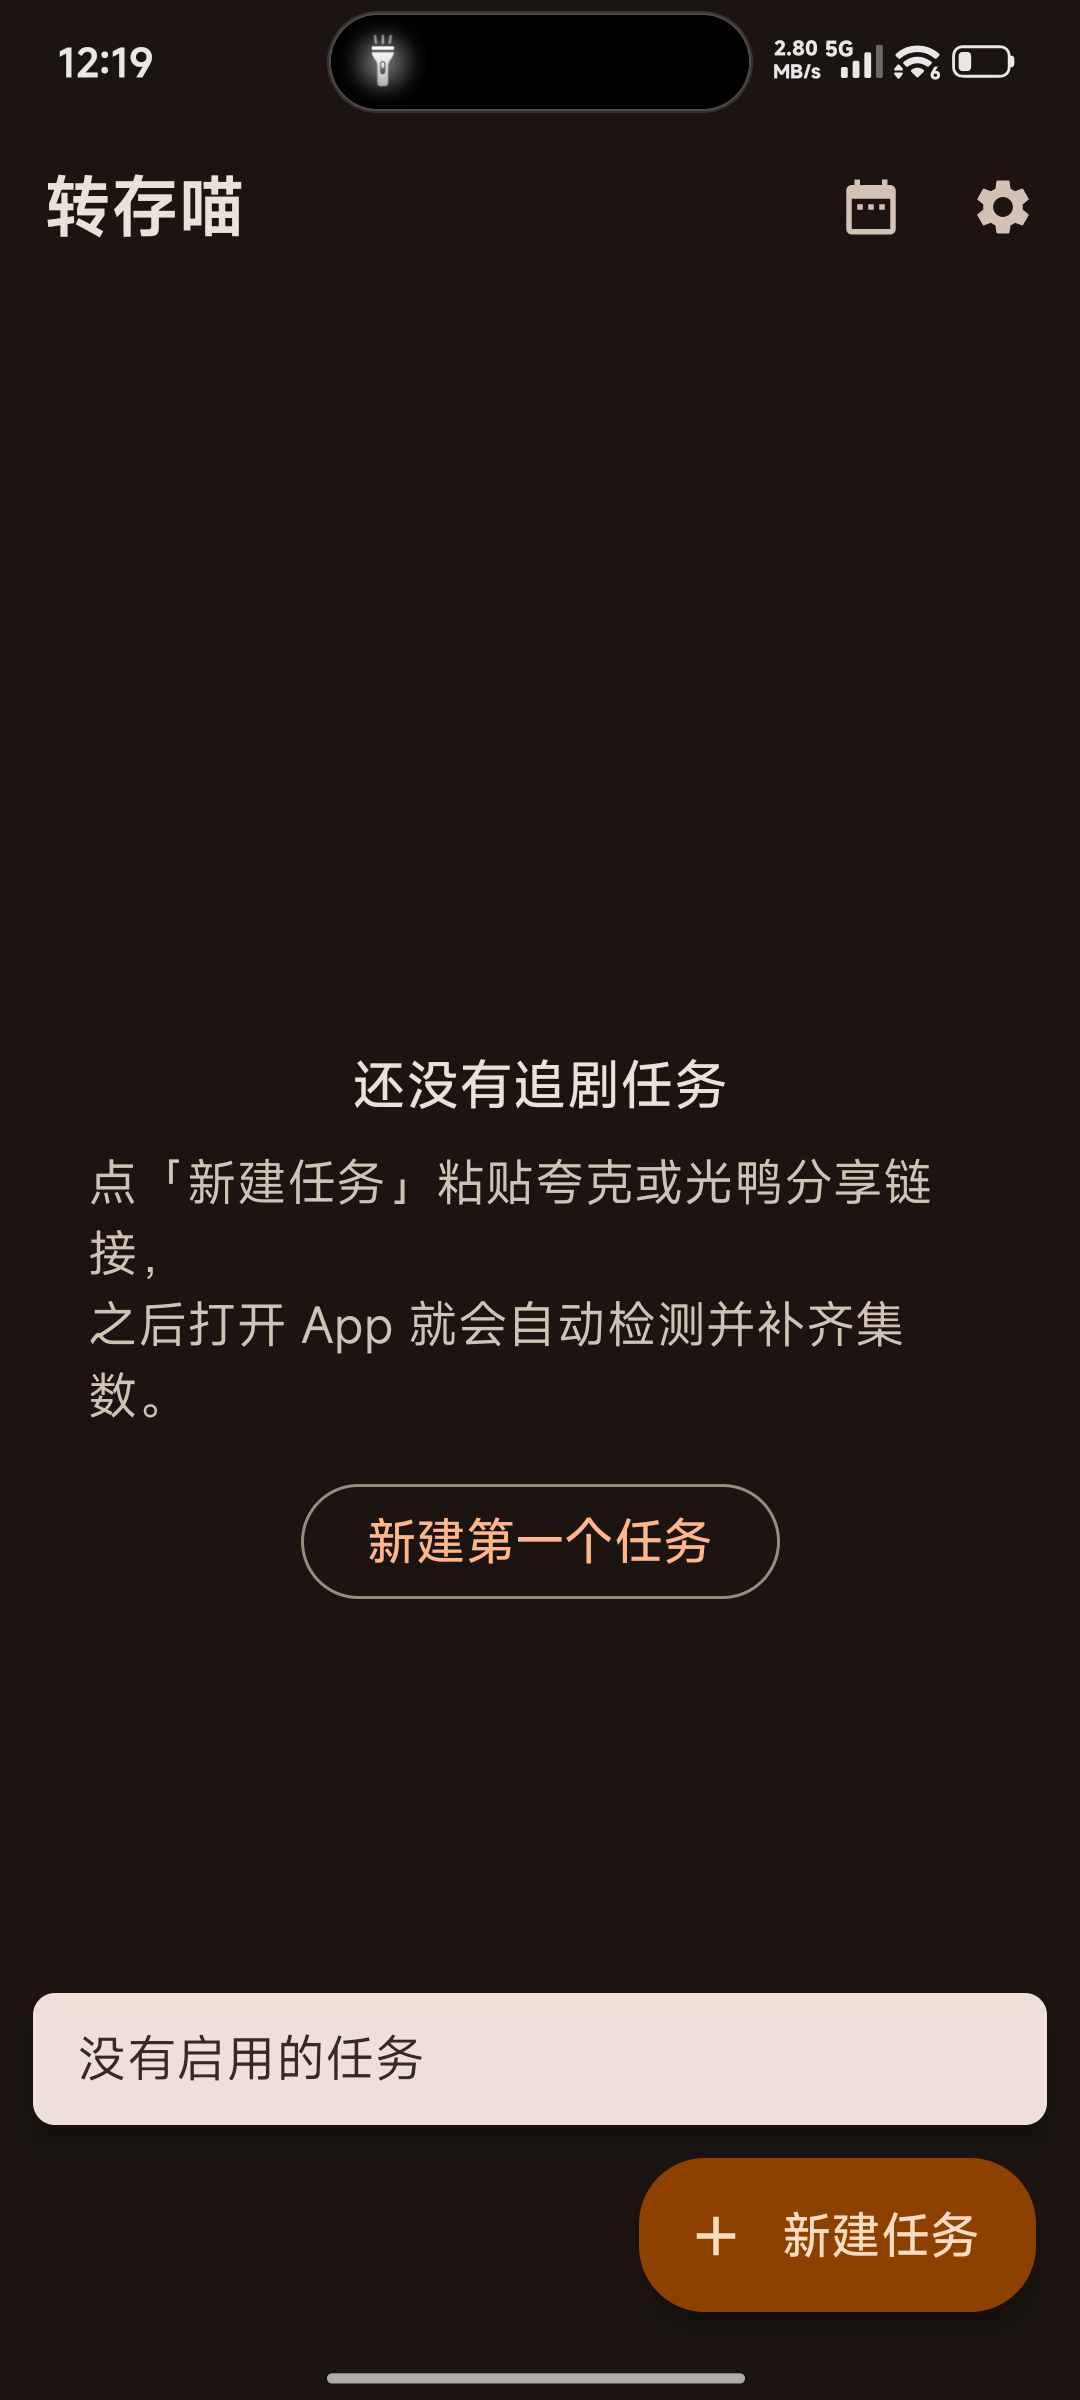 12:19
2.80 5G
MB/s
6
转存喵
还没有追剧任务
点「新建任务」粘贴夸克或光鸭分享链
接，
之后打开 App 就会自动检测并补齐集
数。
新建第一个任务
没有启用的任务
+ 新建任务